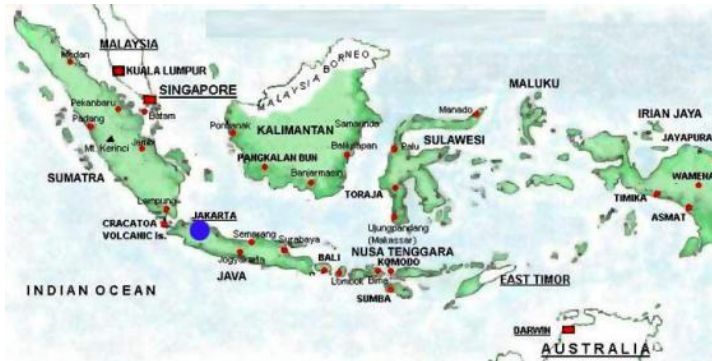 MALAYSIA
Medan
KUALA LUMPUR
SINGAPORE
Pekanbaru
Padang
Batam
Mt. Kerinci
Jambi
SUMATRA
Lampung
CRACATOA
VOLCANIC Is.
JAKARTA
Semarang
Surabaya
Jogyakarta
JAVA
INDIAN OCEAN
MALAYSIA BORNEO
Pontianak
KALIMANTAN
Samarinda
Balikpapan
PANGKALAN BUN
Banjarmasin
Manado
SULAWESI
Palu
TORAJA
Ujungpandang
(Makassar)
MALUKU
IRIAN JAYA
JAYAPURA
WAMENA
TIMIKA
ASMAT
NUSA TENGGARA
BALI
KOMODO
Lombok
Bima
SUMBA
EAST TIMOR
DARWIN
AUSTRALIA